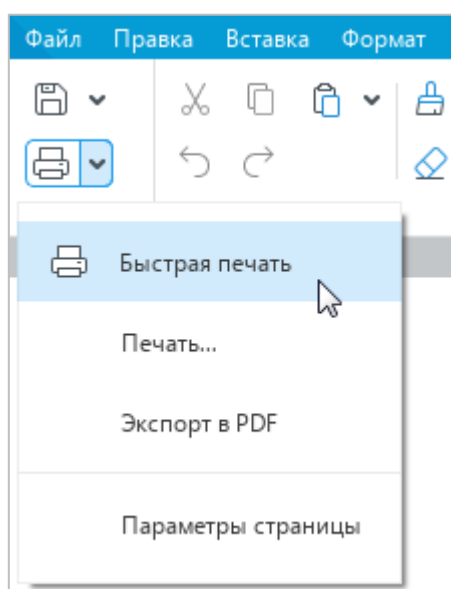 Файл Правка Вставка Формат
Быстрая печать
Печать...
Экспорт в PDF
Параметры страницы